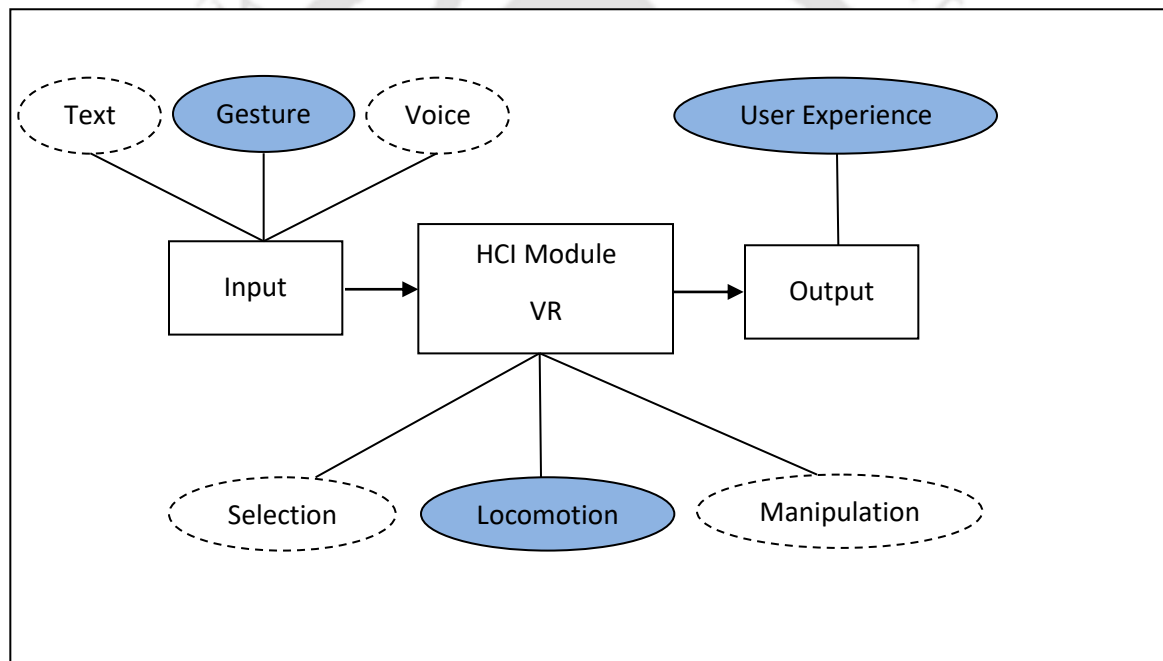 Text
Gesture
Voice
User Experience
Input
HCI Module
VR
Output
Selection
Locomotion
Manipulation